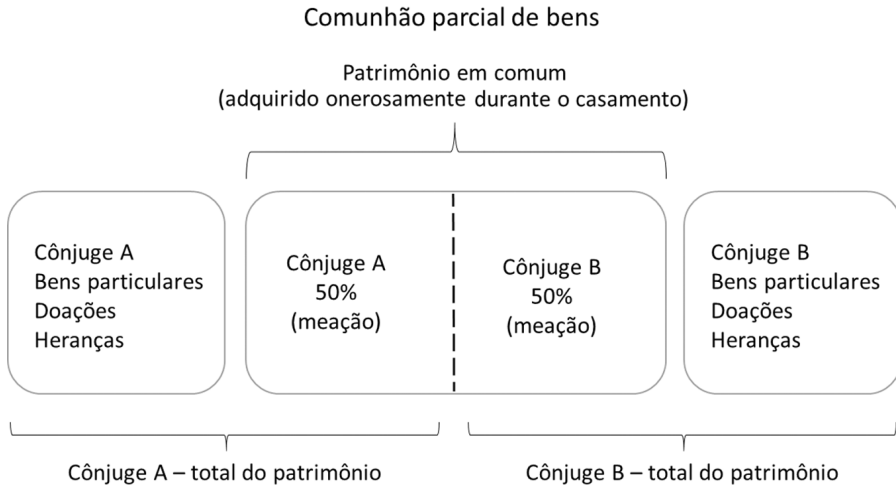 Comunhão parcial de bens
Patrimônio em comum
(adquirido onerosamente durante o casamento)
Cônjuge A
Bens particulares
Doações
Heranças
Cônjuge A
50%
(meação)
Cônjuge B
50%
(meação)
Cônjuge B
Bens particulares
Doações
Heranças
Cônjuge A – total do patrimônio
Cônjuge B – total do patrimônio